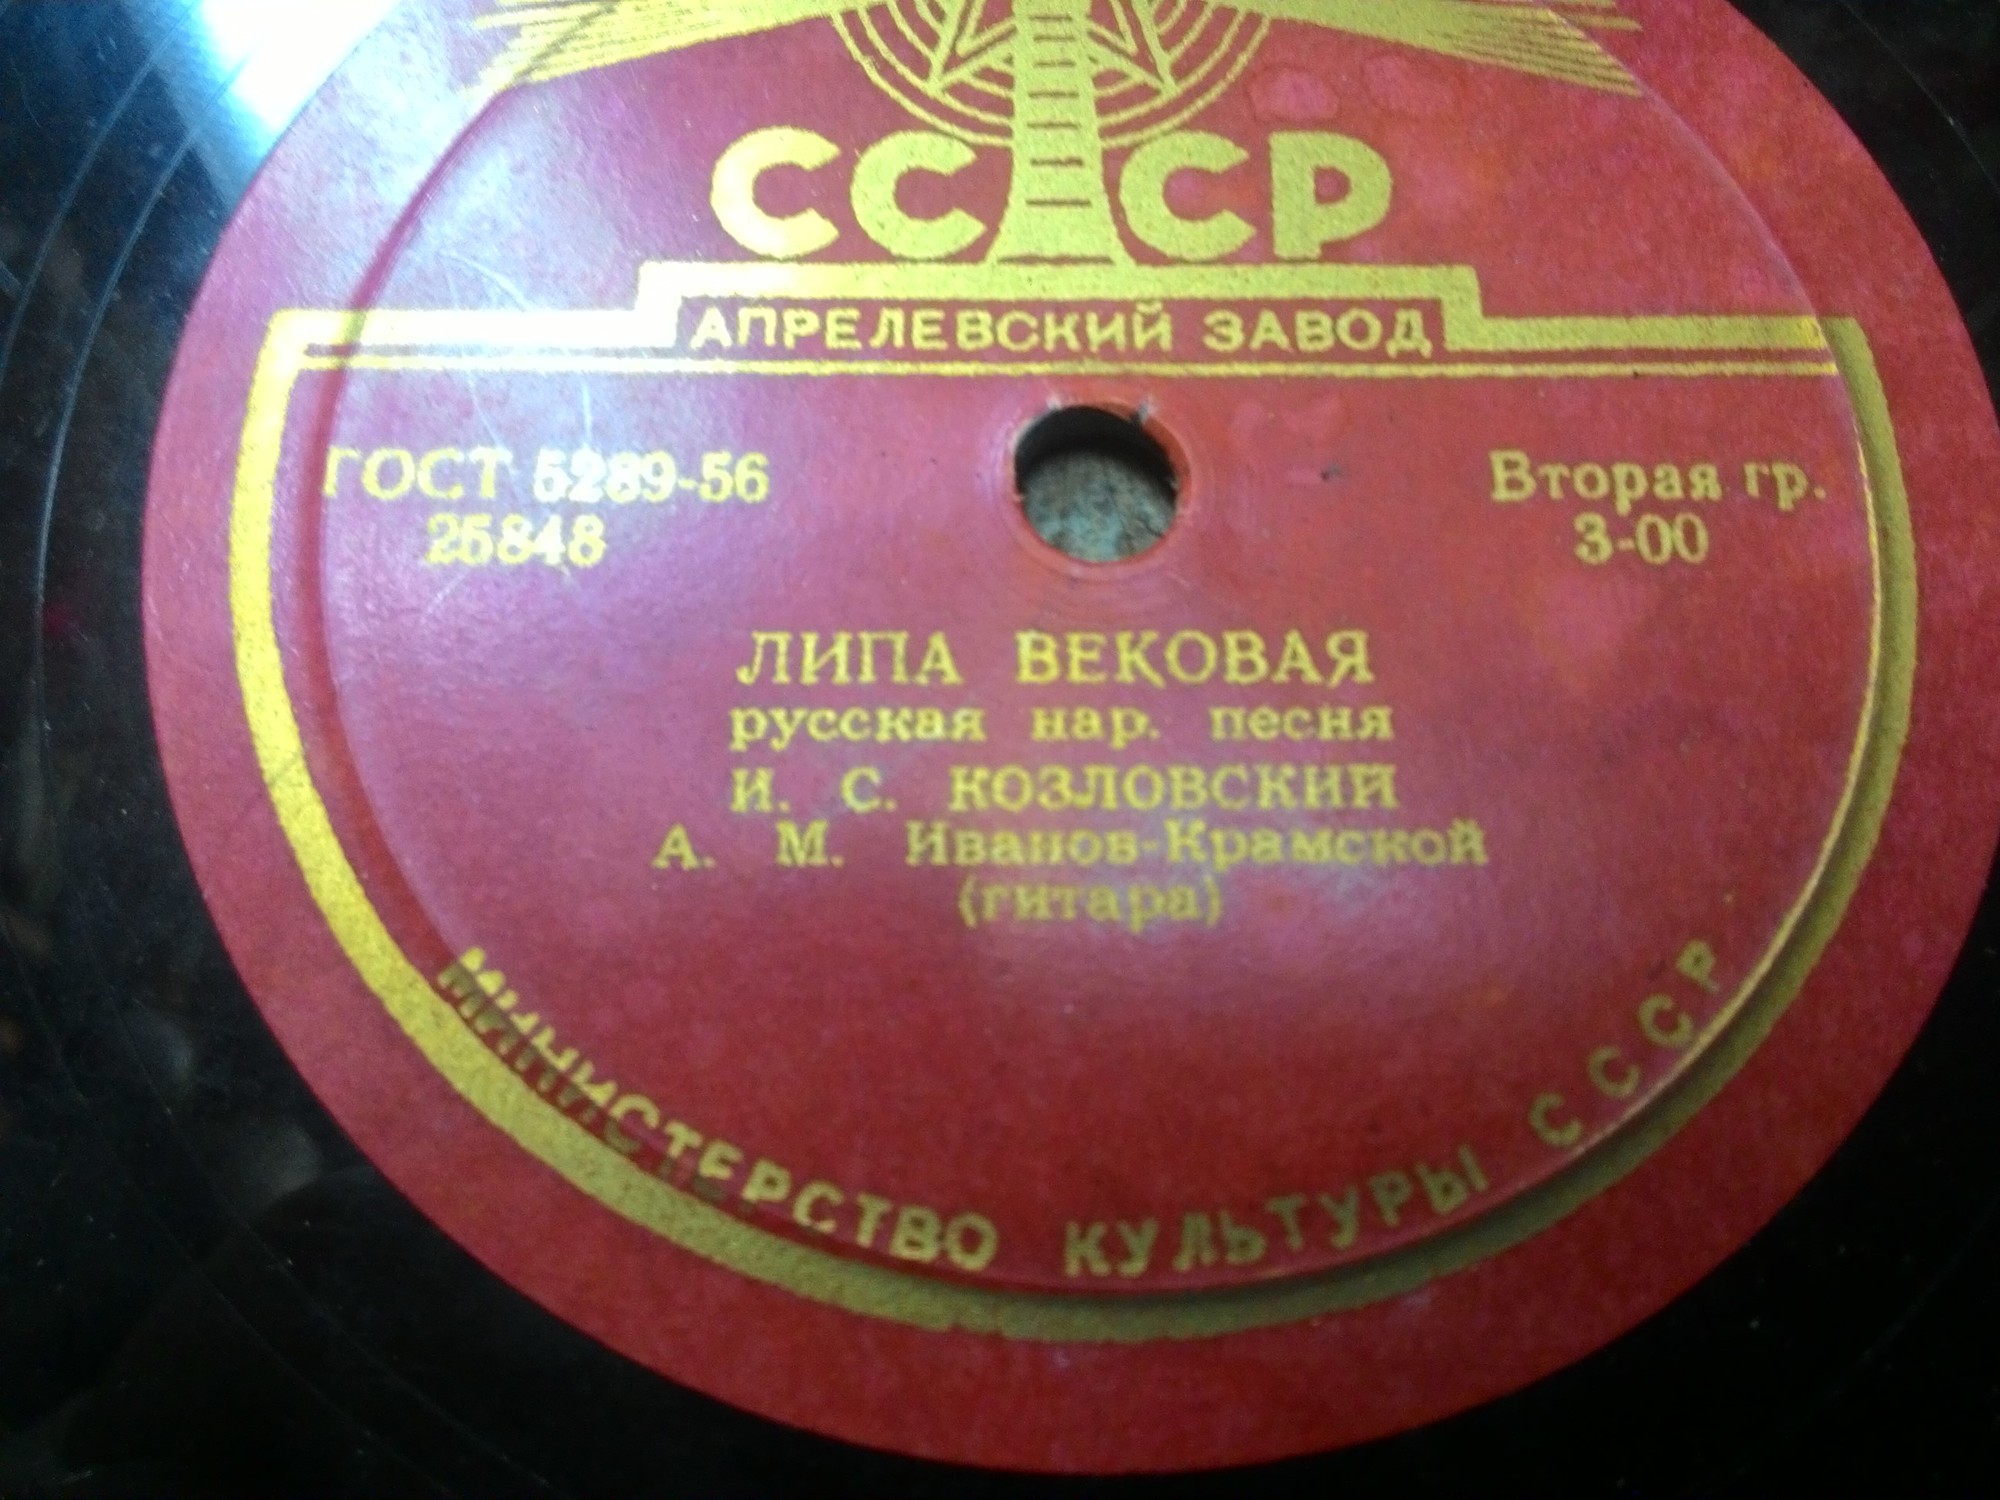 СССР
АПРЕЛЕВСКИЙ ЗАВОД
ГОСТ 5289-56
25848
Вторая гр.
3-00
ЛИПА ВЕКОВАЯ
русская нар. песня
И. С. КОЗЛОВСКИЙ
А. М. Иванов-Крамской
(гитара)
МИНИСТЕРСТВО КУЛЬТУРЫ СССР